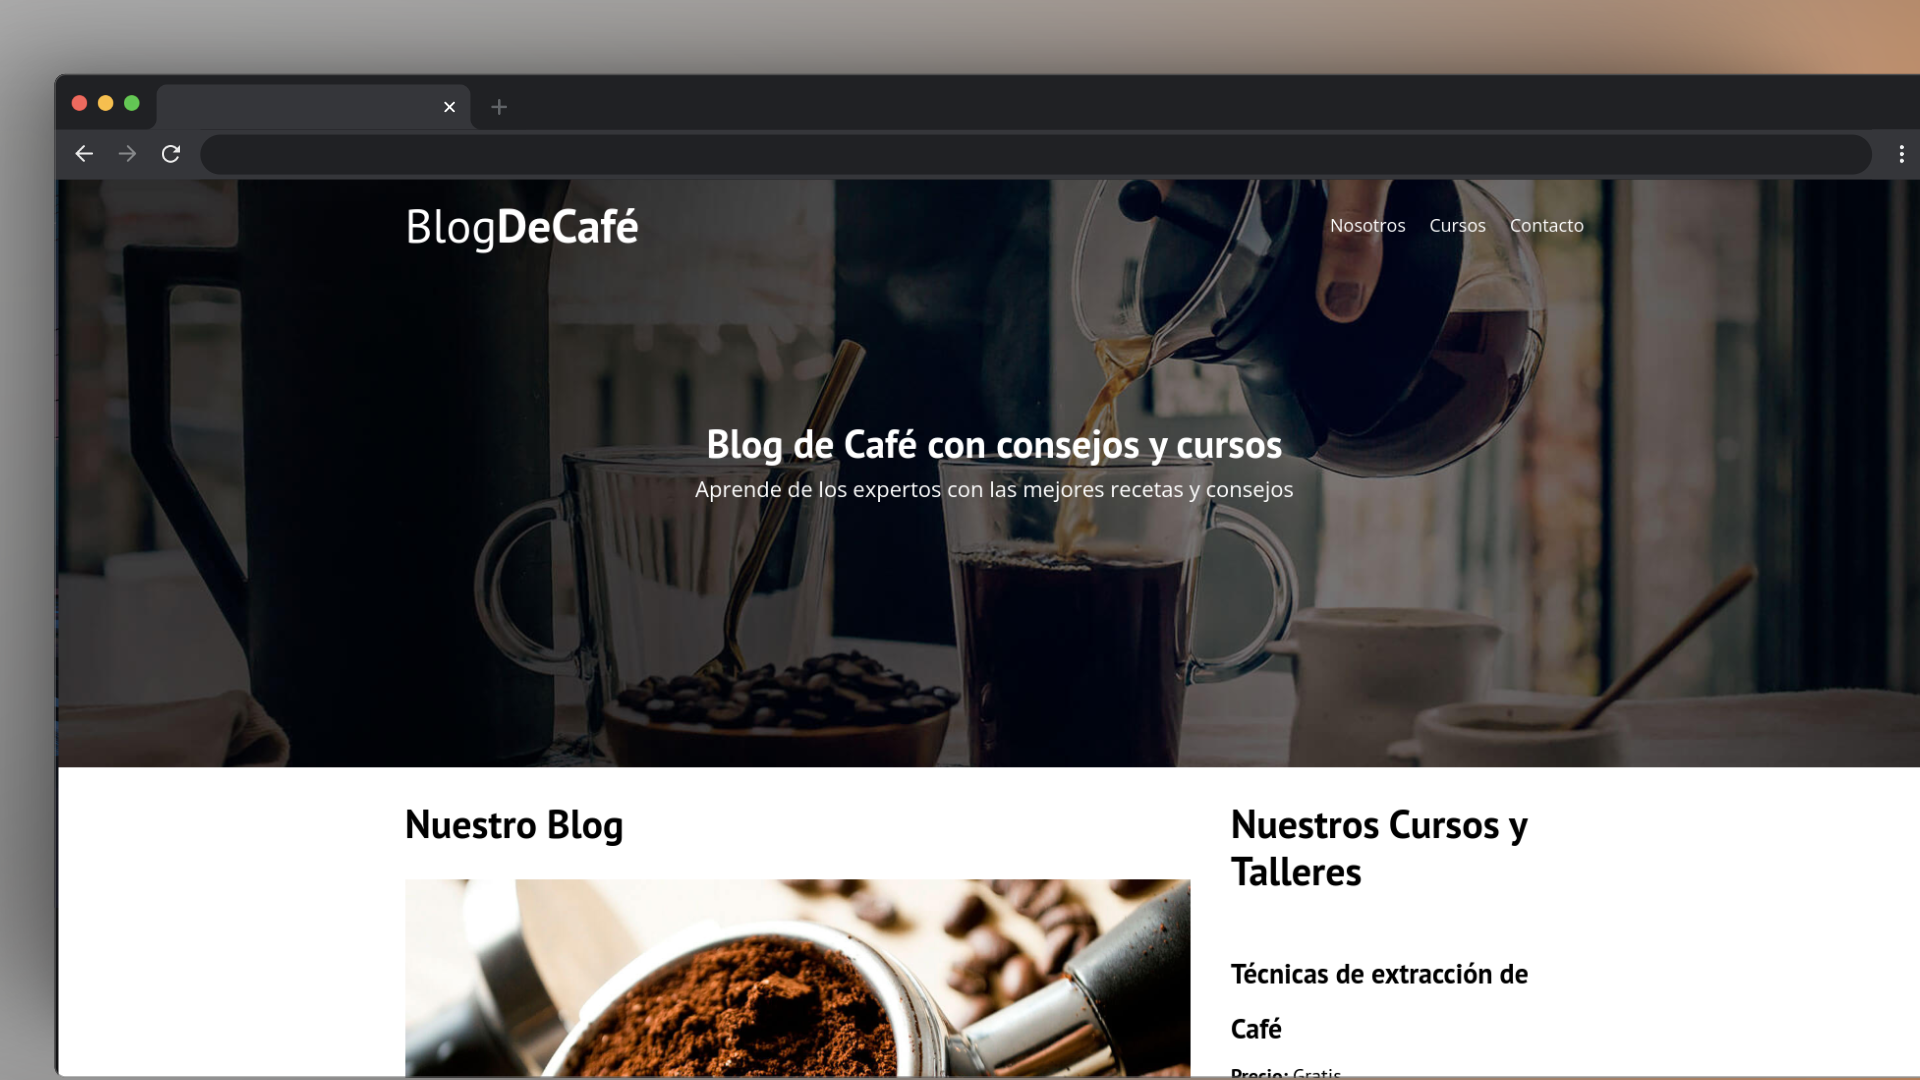 BlogDeCafé
Nosotros Cursos Contacto
Blog de Café con consejos y cursos
Aprende de los expertos con las mejores recetas y consejos
Nuestro Blog
Nuestros Cursos y
Talleres
Técnicas de extracción de
Café
Precio: Gratis